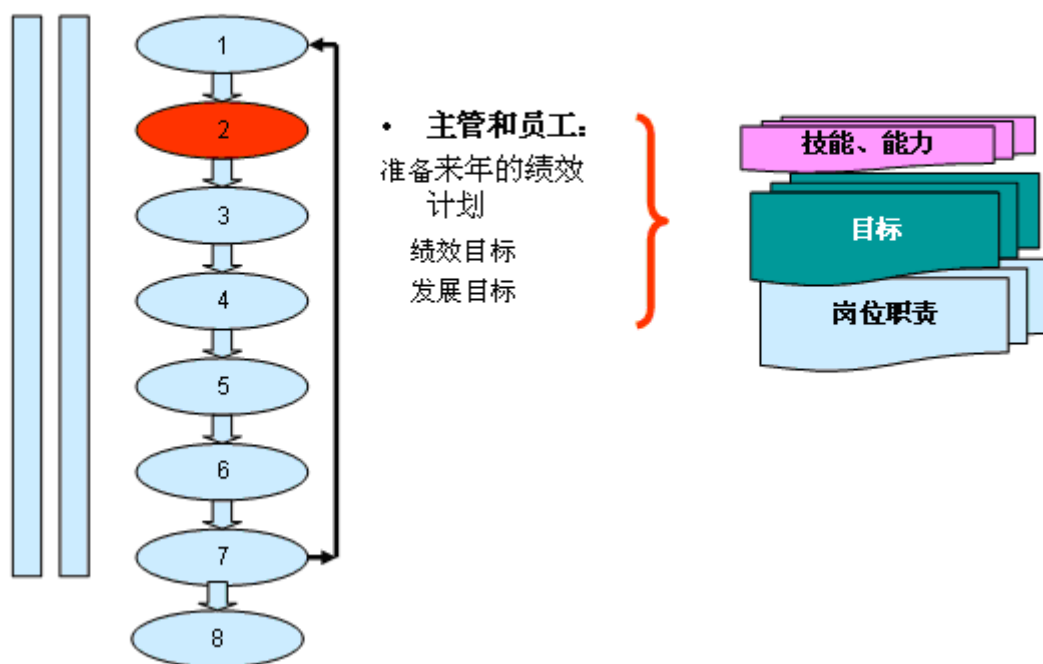 1
2
3
4
5
6
7
8
• 主管和员工：
准备来年的绩效
计划
绩效目标
发展目标
技能、能力
目标
岗位职责